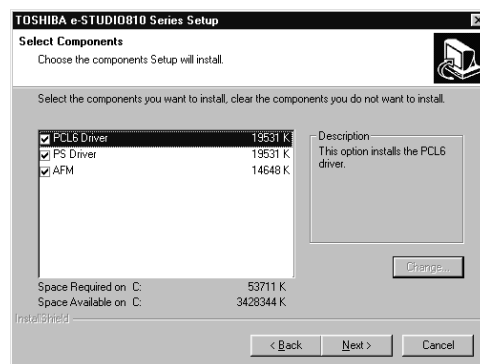 TOSHIBA e-STUDIO810 Series Setup
Select Components
Choose the components Setup will install.
Select the components you want to install, clear the components you do not want to install.
PCL6 Driver 19531 K
PS Driver 19531 K
AFM 14648 K
Description
This option installs the PCL6
driver.
Change...
Space Required on C: 53711 K
Space Available on C: 3428344 K
InstallShield
< Back Next > Cancel